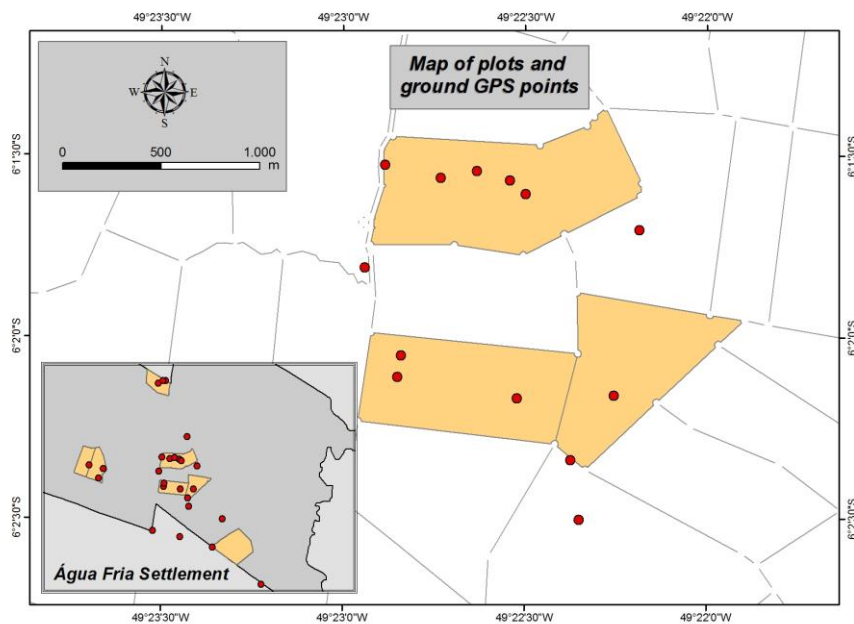 49°23'30"W 49°23'0"W 49°22'30"W 49°22'0"W
N
W E
S
0 500 1.000
m
Map of plots and
ground GPS points
6°1'30"S 6°1'30"S
6°2'0"S 6°2'0"S
6°2'30"S 6°2'30"S
Água Fria Settlement
49°23'30"W 49°23'0"W 49°22'30"W 49°22'0"W